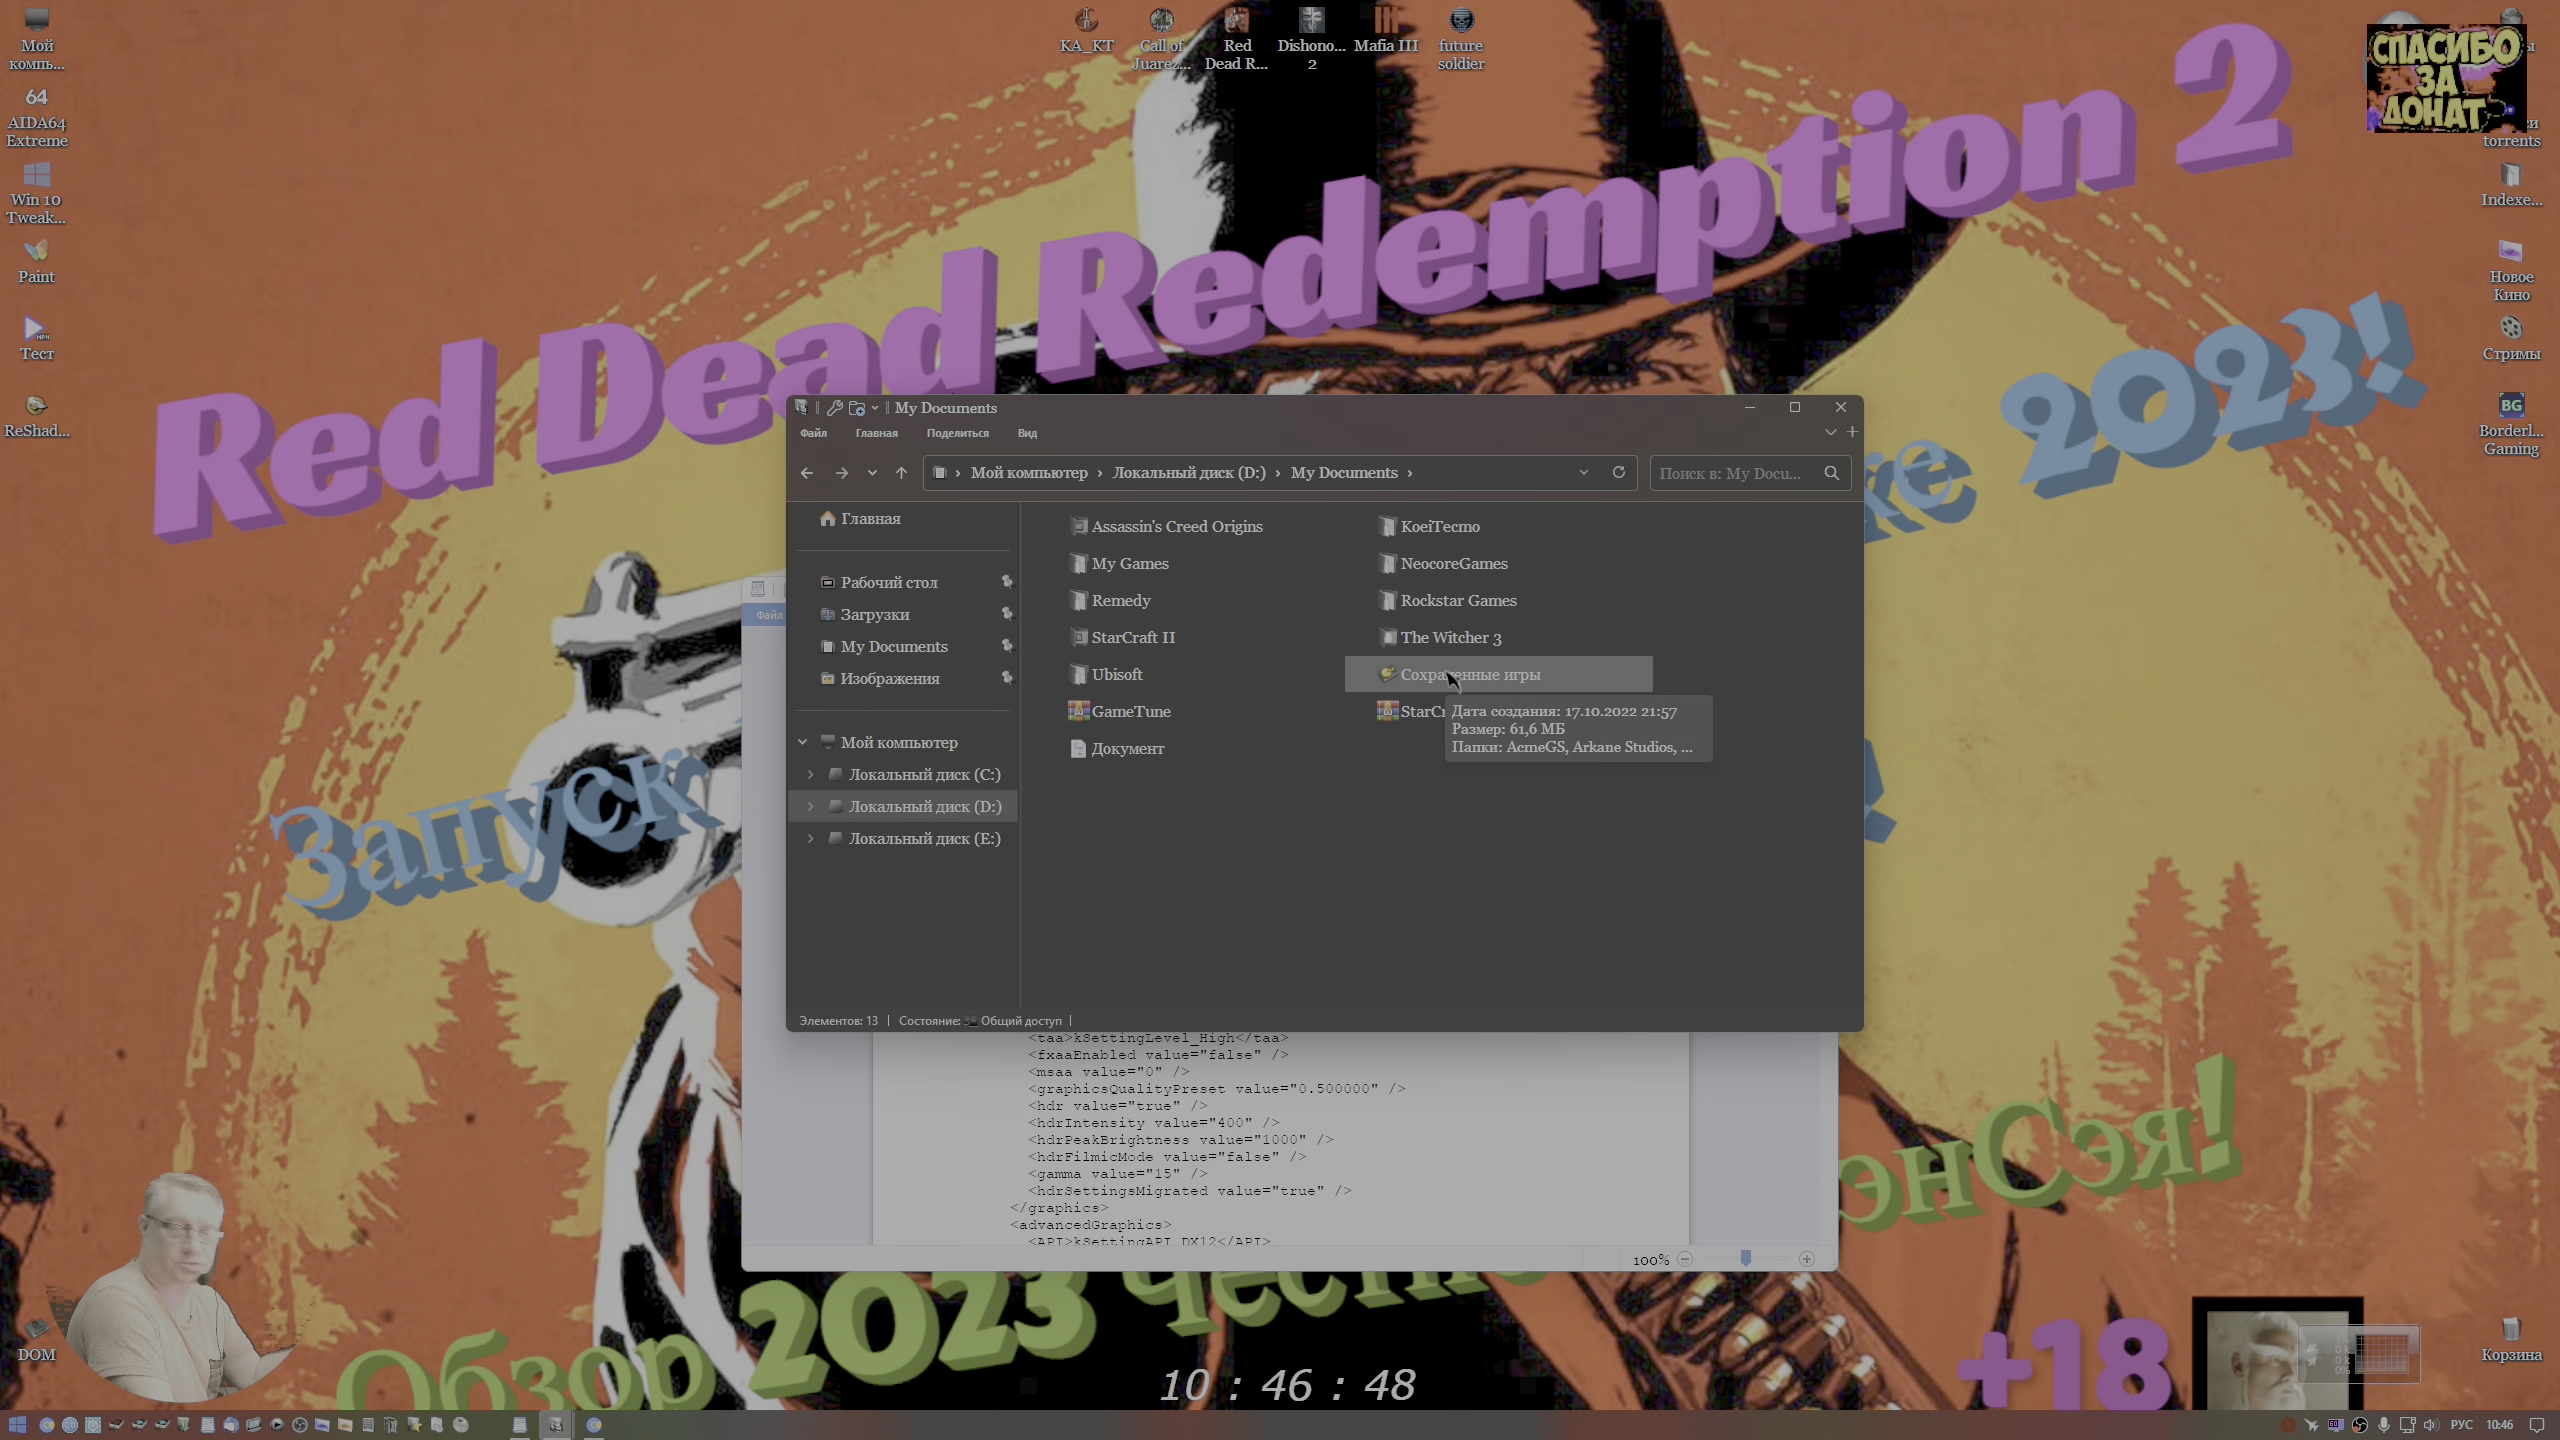 Мой
компь...
64
AIDA64
Extreme
Win 10
Tweak...
Paint
Тест
ReShad...
KA_KT
Call of
Juarez...
Red
Dead R...
Dishono...
2
Mafia III
future
soldier
СПАСИБО
ЗА
ДОНАТ
torrents
Indexe...
Новое
Кино
Стримы
BG
Borderl...
Gaming
Red Dead Redemption 2
2023!
Запуск
My Documents
Файл
Главная
Поделиться
Вид
Мой компьютер
Локальный диск (D:)
My Documents
Поиск в: My Docu...
Главная
Рабочий стол
Загрузки
My Documents
Изображения
Мой компьютер
Локальный диск (C:)
Локальный диск (D:)
Локальный диск (E:)
Assassin's Creed Origins
KoeiTecmo
My Games
NeocoreGames
Remedy
Rockstar Games
StarCraft II
The Witcher 3
Ubisoft
Сохраненные игры
GameTune
StarCr
Документ
Дата создания: 17.10.2022 21:57
Размер: 61,6 МБ
Папки: AcmeGS, Arkane Studios, ...
Элементов: 13
Состояние:
Общий доступ
Файл
<taa>kSettingLevel_High</taa>
<fxaaEnabled value="false" />
<msaa value="0" />
<graphicsQualityPreset value="0.500000" />
<hdr value="true" />
<hdrIntensity value="400" />
<hdrPeakBrightness value="1000" />
<hdrFilmicMode value="false" />
<gamma value="15" />
<hdrSettingsMigrated value="true" />
</graphics>
<advancedGraphics>
<API>kSettingAPI_DX12</API>
100%
Обзор 2023
+18
DOM
Корзина
10 : 46 : 48
РУС
10:46